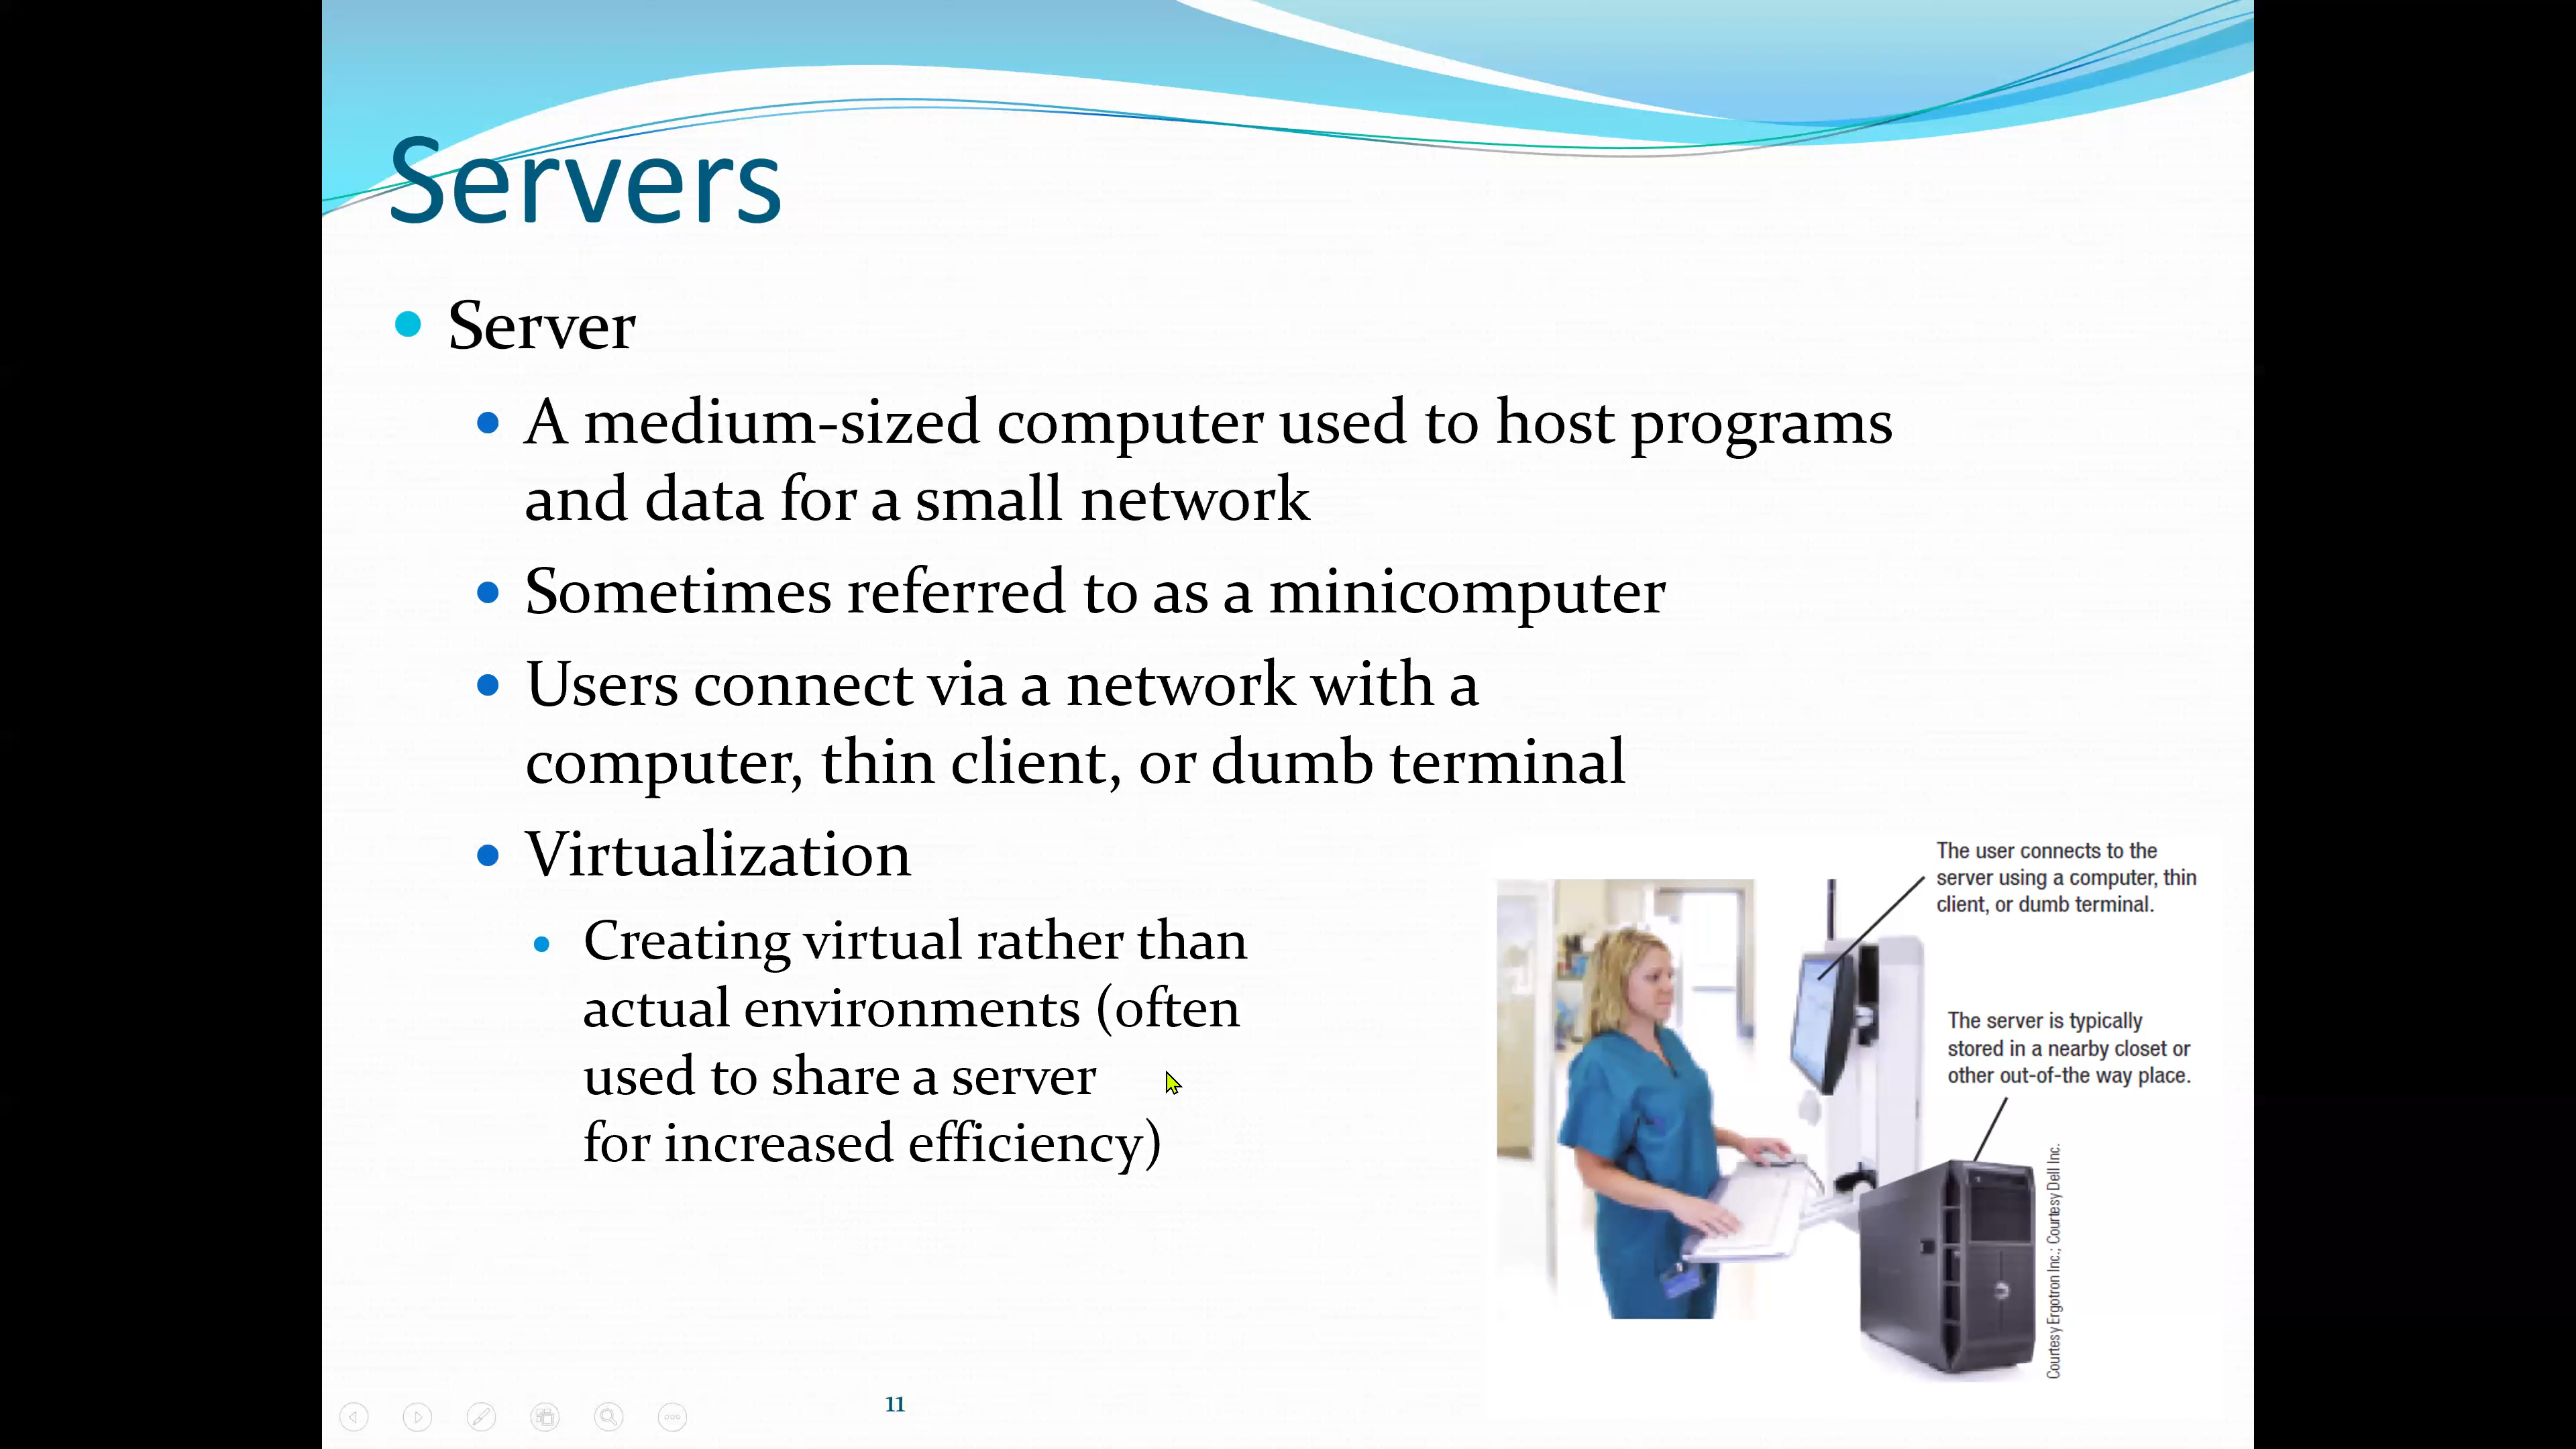 Servers
Server
A medium-sized computer used to host programs
and data for a small network
Sometimes referred to as a minicomputer
Users connect via a network with a
computer, thin client, or dumb terminal
Virtualization
Creating virtual rather than
actual environments (often
used to share a server
for increased efficiency)
The user connects to the
server using a computer, thin
client, or dumb terminal.
The server is typically
stored in a nearby closet or
other out-of-the way place.
Courtesy Ergotron Inc.; Courtesy Dell Inc.
11